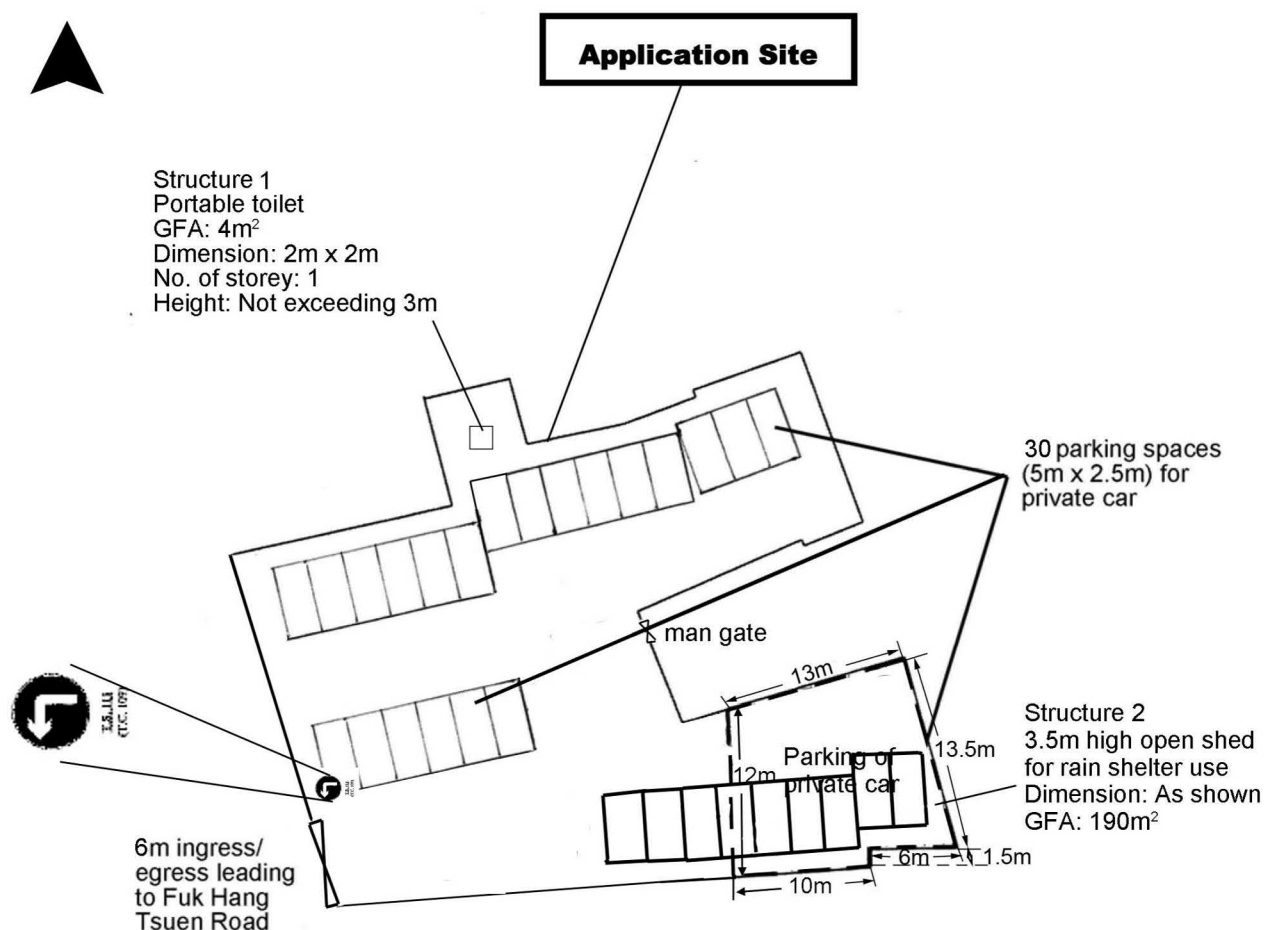 Application Site
Structure 1
Portable toilet
GFA: 4m²
Dimension: 2m x 2m
No. of storey: 1
Height: Not exceeding 3m
30 parking spaces
(5m x 2.5m) for
private car
man gate
13m
13.5m
12m
Parking of
private car
6m
1.5m
10m
Structure 2
3.5m high open shed
for rain shelter use
Dimension: As shown
GFA: 190m²
6m ingress/
egress leading
to Fuk Hang
Tsuen Road